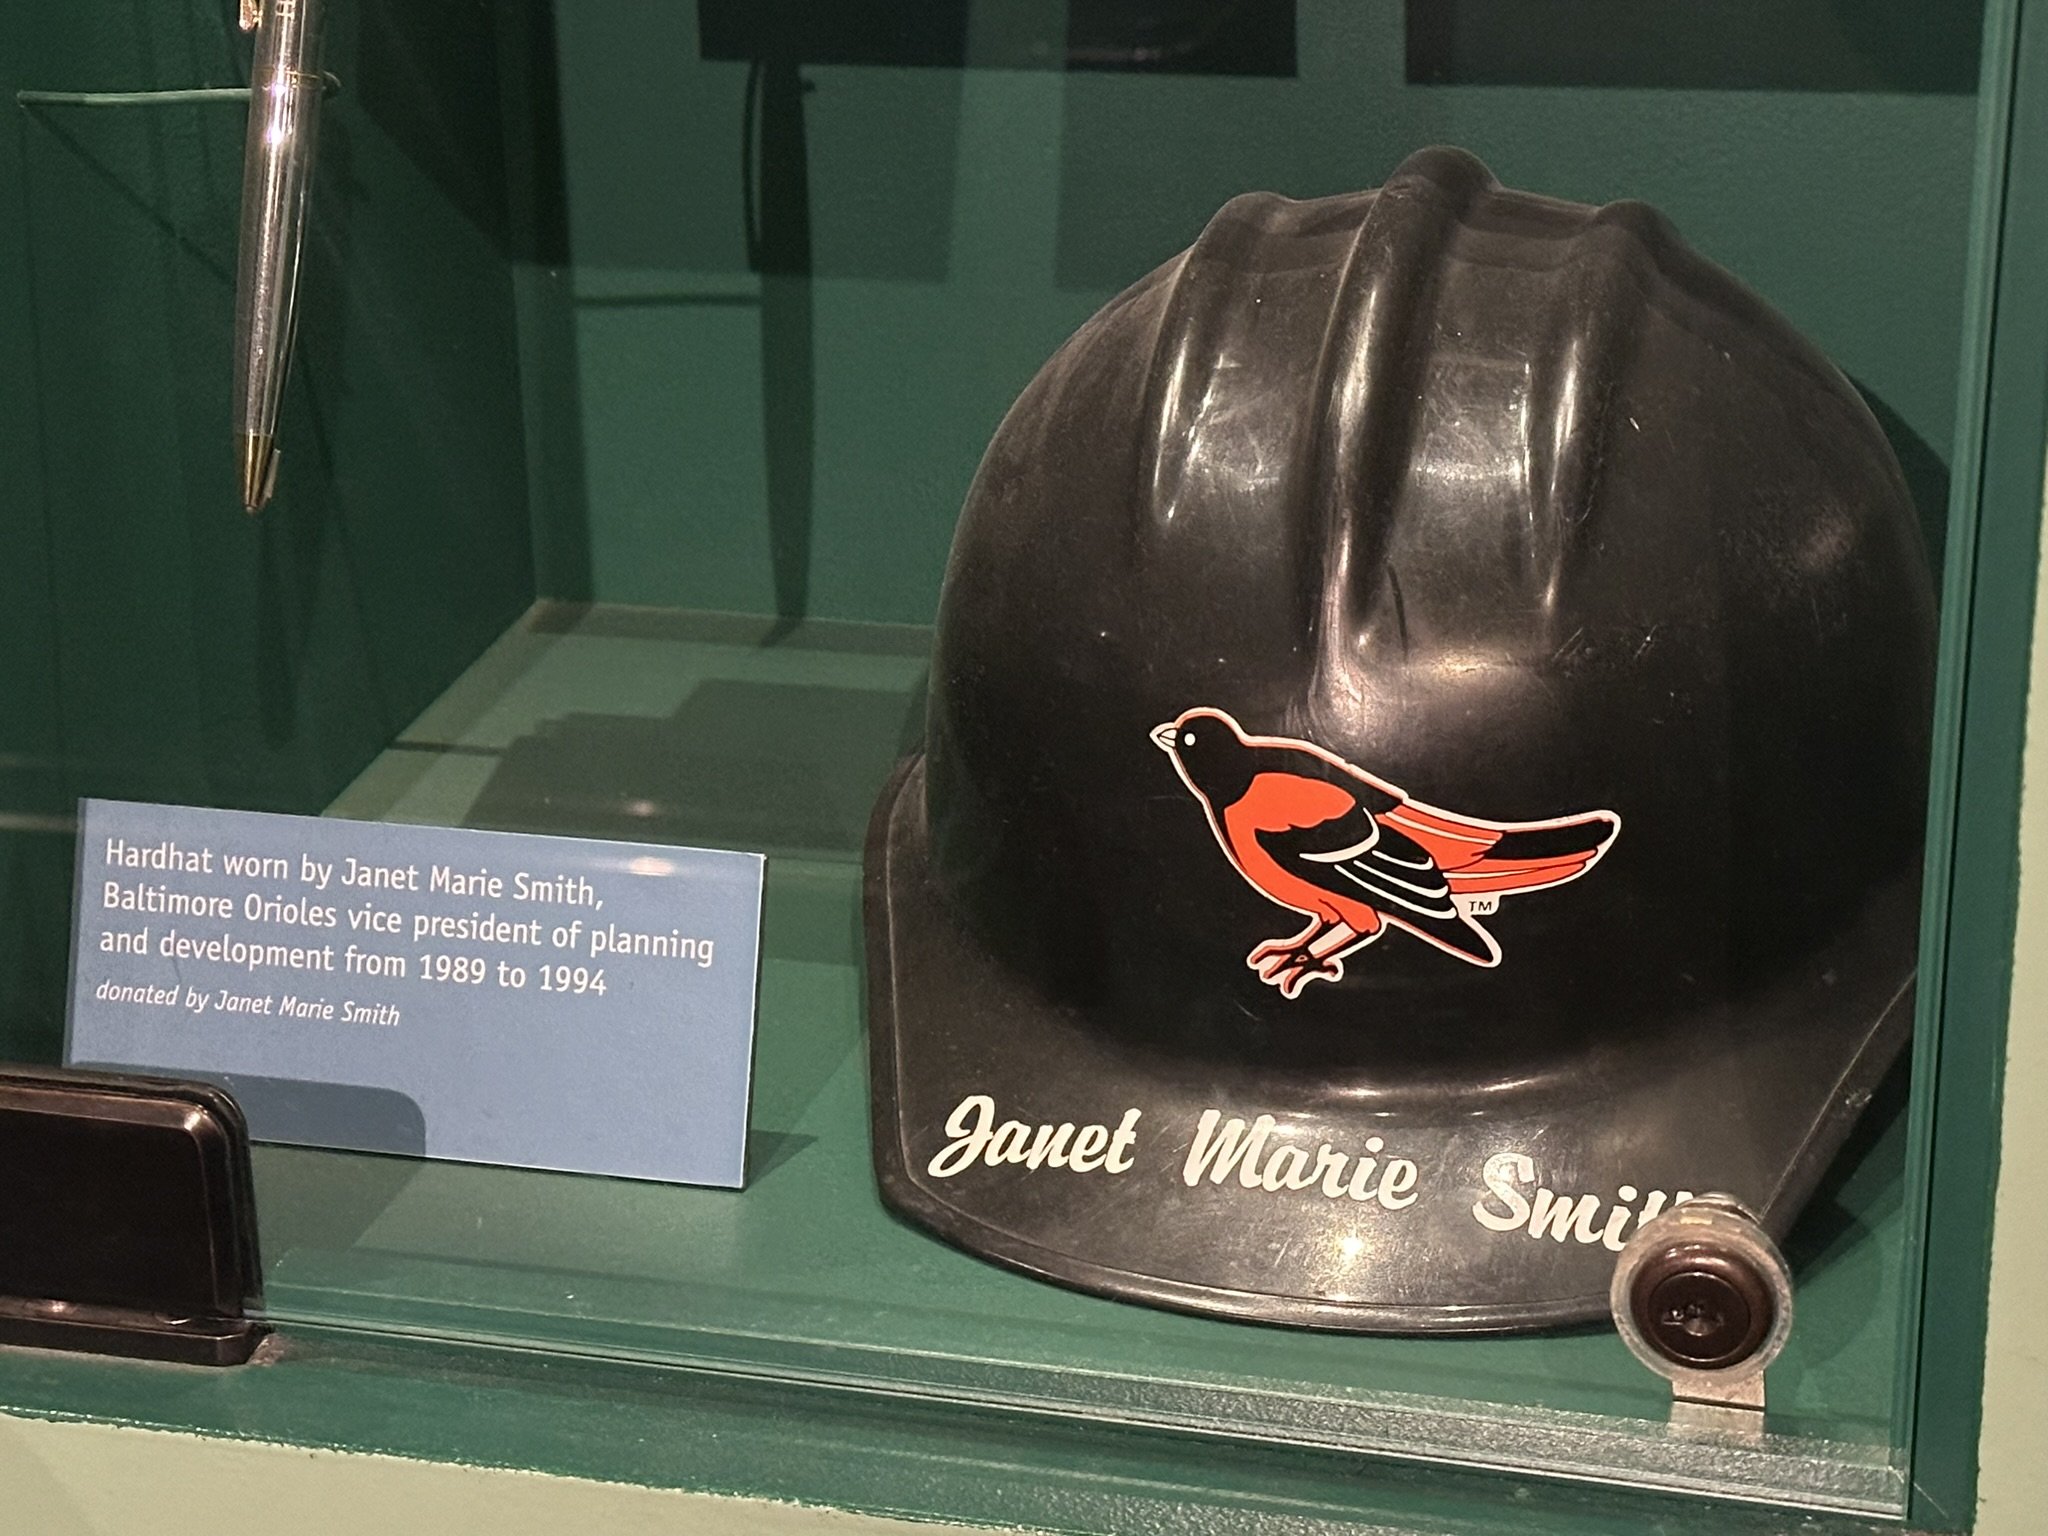 Hardhat worn by Janet Marie Smith,
Baltimore Orioles vice president of planning
and development from 1989 to 1994
donated by Janet Marie Smith
TM
Janet Marie Smith